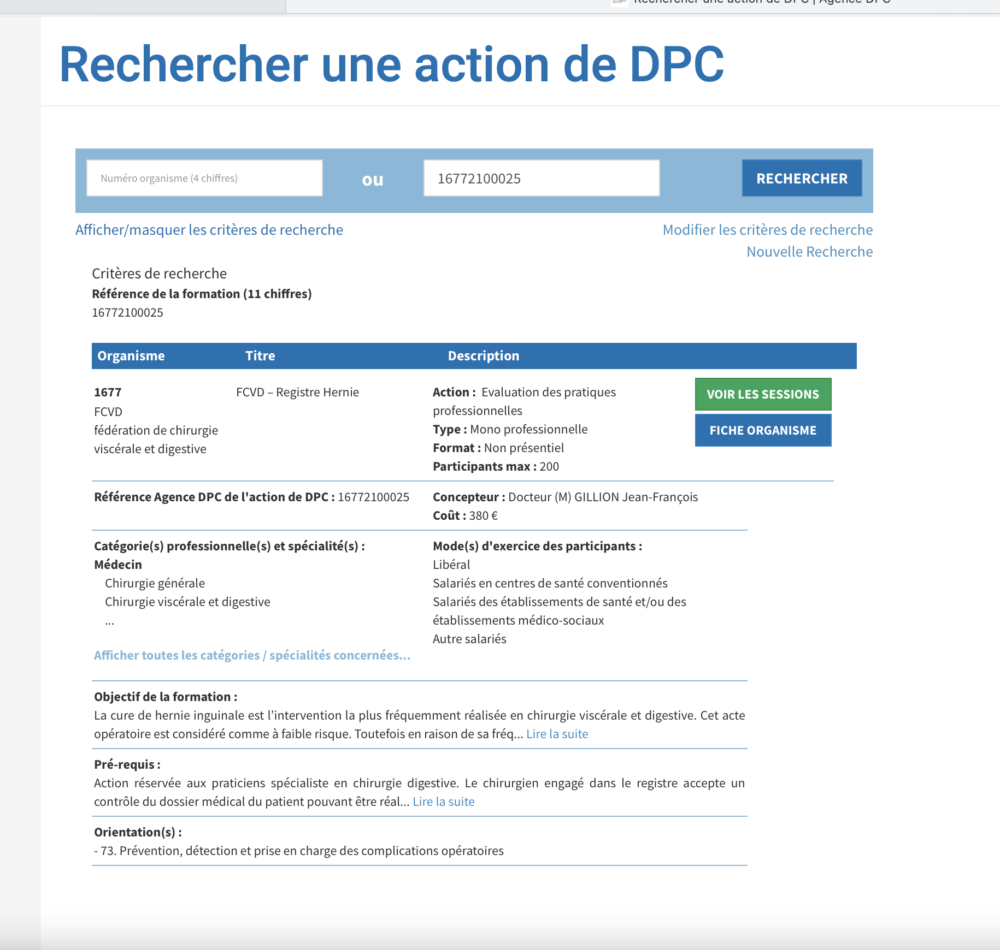 Rechercher une action de DPC | Agence DPC
Rechercher une action de DPC
Numéro organisme (4 chiffres)
ou
16772100025
RECHERCHER
Afficher/masquer les critères de recherche
Modifier les critères de recherche
Nouvelle Recherche
Critères de recherche
Référence de la formation (11 chiffres)
16772100025
Organisme Titre Description
1677
FCVD
fédération de chirurgie
viscérale et digestive
FCVD – Registre Hernie
Action : Evaluation des pratiques
professionnelles
Type : Mono professionnelle
Format : Non présentiel
Participants max : 200
VOIR LES SESSIONS
FICHE ORGANISME
Référence Agence DPC de l'action de DPC : 16772100025
Concepteur : Docteur (M) GILLION Jean-François
Coût : 380 €
Catégorie(s) professionnelle(s) et spécialité(s) :
Médecin
Chirurgie générale
Chirurgie viscérale et digestive
...
Afficher toutes les catégories / spécialités concernées...
Mode(s) d'exercice des participants :
Libéral
Salariés en centres de santé conventionnés
Salariés des établissements de santé et/ou des
établissements médico-sociaux
Autre salariés
Objectif de la formation :
La cure de hernie inguinale est l’intervention la plus fréquemment réalisée en chirurgie viscérale et digestive. Cet acte
opératoire est considéré comme à faible risque. Toutefois en raison de sa fréq... Lire la suite
Pré-requis :
Action réservée aux praticiens spécialiste en chirurgie digestive. Le chirurgien engagé dans le registre accepte un
contrôle du dossier médical du patient pouvant être réal... Lire la suite
Orientation(s) :
- 73. Prévention, détection et prise en charge des complications opératoires